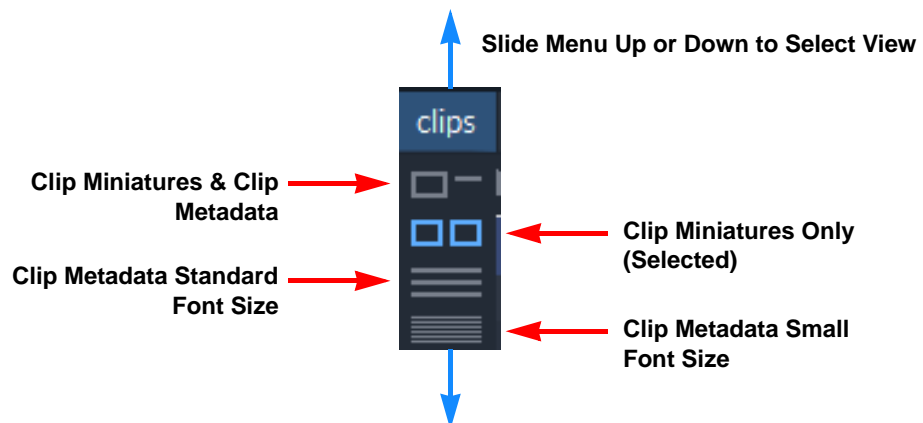 Slide Menu Up or Down to Select View
clips
Clip Miniatures & Clip
Metadata
Clip Miniatures Only
(Selected)
Clip Metadata Standard
Font Size
Clip Metadata Small
Font Size